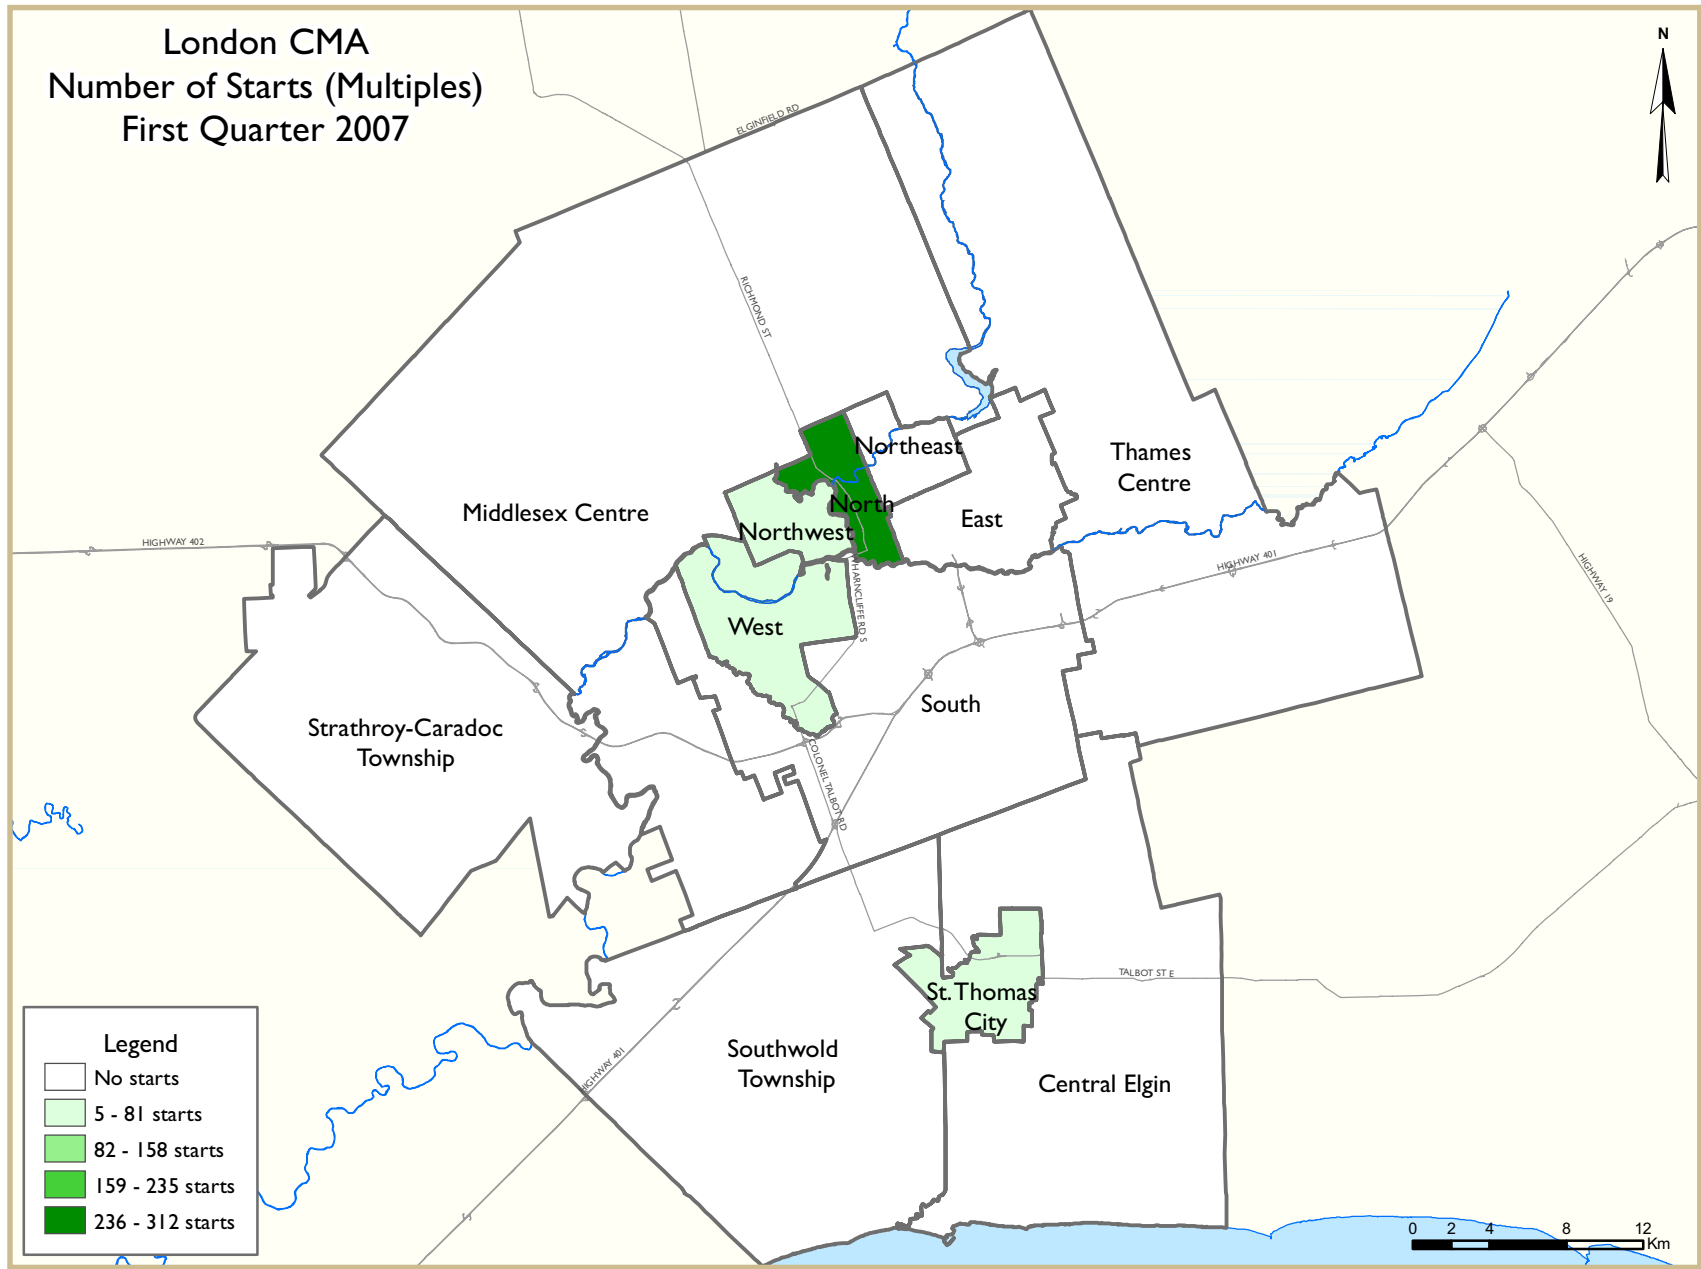 London CMA
Number of Starts (Multiples)
First Quarter 2007
N
ELGINFIELD RD
RICHMOND ST
Northeast
Thames
Centre
North
Middlesex Centre
East
Northwest
HIGHWAY 402
HIGHWAY 401
HIGHWAY 19
WHARNCLIFFE RD S
West
South
Strathroy-Caradoc
Township
COLONEL TALBOT RD
TALBOT ST E
St. Thomas
City
Southwold
Township
Central Elgin
HIGHWAY 401
Legend
No starts
5 - 81 starts
82 - 158 starts
159 - 235 starts
236 - 312 starts
0 2 4 8 12
Km